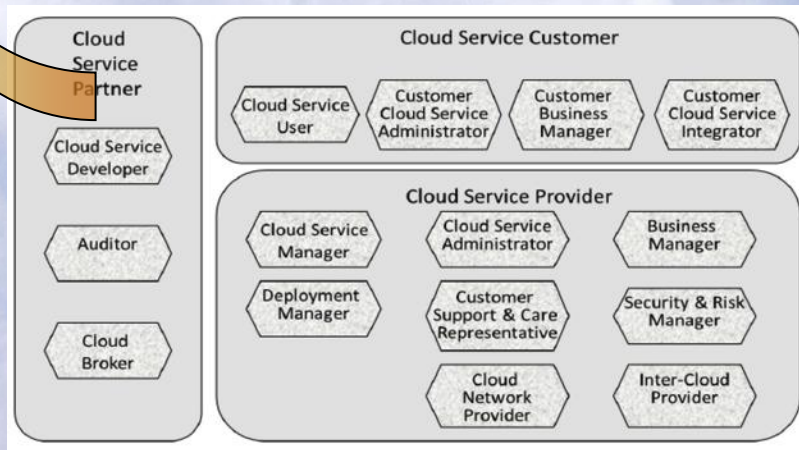 Cloud
Service
Partner
Cloud Service
Developer
Auditor
Cloud
Broker
Cloud Service Customer
Cloud Service
User
Customer
Cloud Service
Administrator
Customer
Business
Manager
Customer
Cloud Service
Integrator
Cloud Service Provider
Cloud Service
Manager
Cloud Service
Administrator
Business
Manager
Deployment
Manager
Customer
Support & Care
Representative
Security & Risk
Manager
Cloud
Network
Provider
Inter-Cloud
Provider